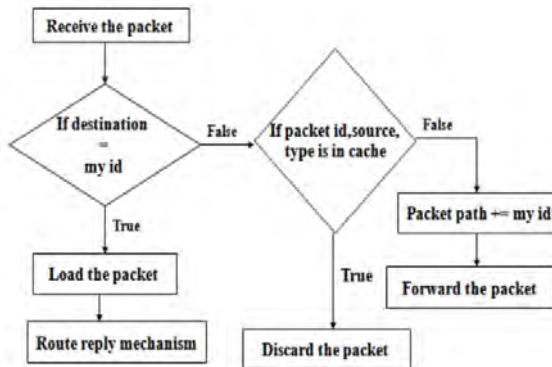 Receive the packet
If destination
=
my id
False
True
Load the packet
Route reply mechanism
If packet id,source,
type is in cache
False
True
Discard the packet
Packet path += my id
Forward the packet